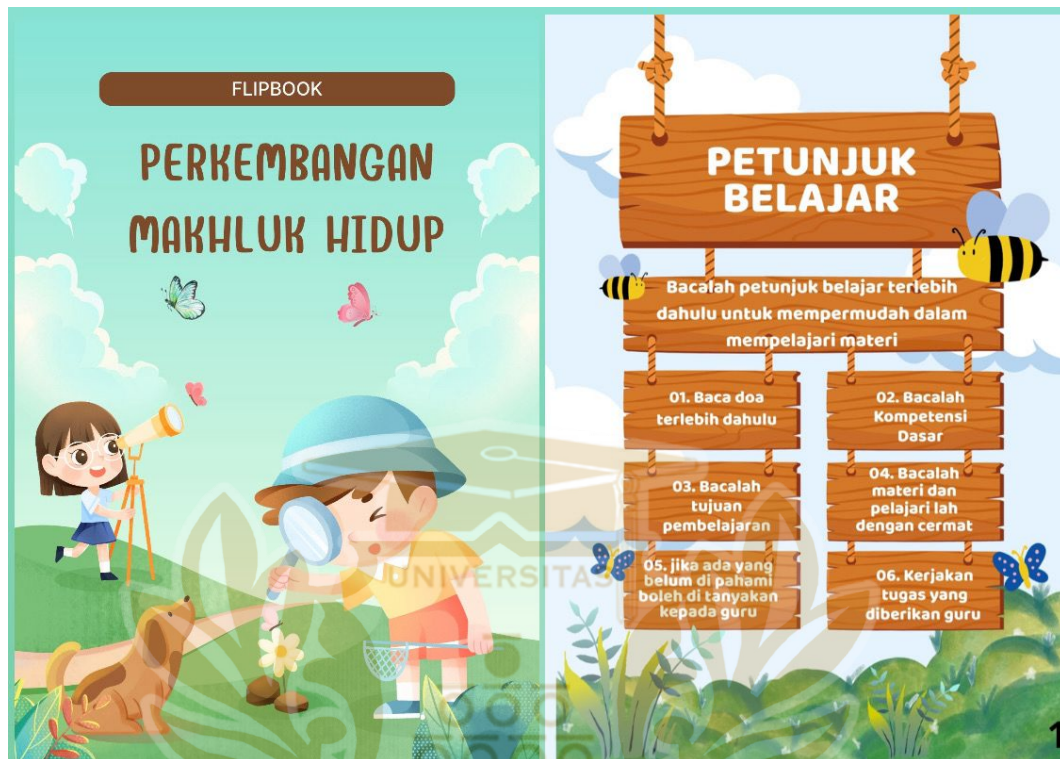 FLIPBOOK
PERKEMBANGAN
MAKHLUK HIDUP
PETUNJUK
BELAJAR
Bacalah petunjuk belajar terlebih
dahulu untuk mempermudah dalam
mempelajari materi
01. Baca doa
terlebih dahulu
02. Bacalah
Kompetensi
Dasar
03. Bacalah
tujuan
pembelajaran
04. Bacalah
materi dan
pelajari lah
dengan cermat
05. jika ada yang
belum di pahami
boleh di tanyakan
kepada guru
06. Kerjakan
tugas yang
diberikan guru
UNIVERSITAS
1